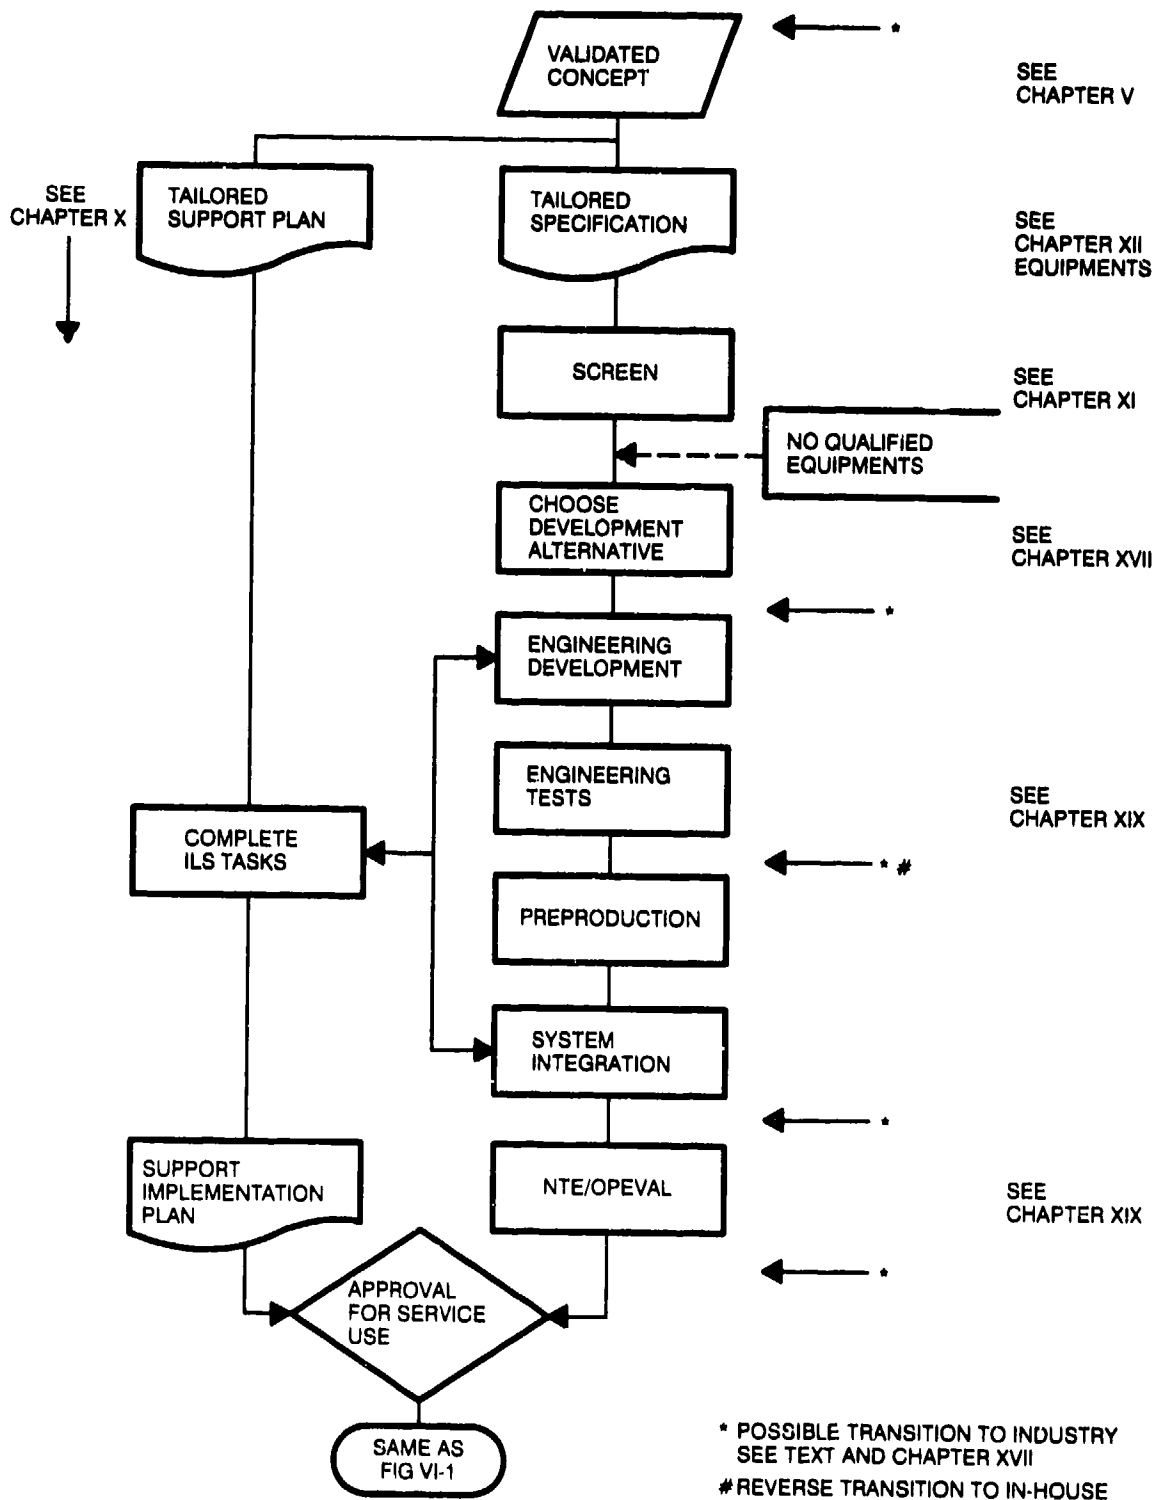 *
VALIDATED
CONCEPT
SEE
CHAPTER V
SEE
CHAPTER X
TAILORED
SUPPORT PLAN
TAILORED
SPECIFICATION
SEE
CHAPTER XII
EQUIPMENTS
SCREEN
SEE
CHAPTER XI
NO QUALIFIED
EQUIPMENTS
CHOOSE
DEVELOPMENT
ALTERNATIVE
SEE
CHAPTER XVII
*
ENGINEERING
DEVELOPMENT
ENGINEERING
TESTS
SEE
CHAPTER XIX
COMPLETE
ILS TASKS
* #
PREPRODUCTION
SYSTEM
INTEGRATION
*
SUPPORT
IMPLEMENTATION
PLAN
NTE/OPEVAL
SEE
CHAPTER XIX
*
APPROVAL
FOR SERVICE
USE
SAME AS
FIG VI-1
* POSSIBLE TRANSITION TO INDUSTRY
SEE TEXT AND CHAPTER XVII
# REVERSE TRANSITION TO IN-HOUSE